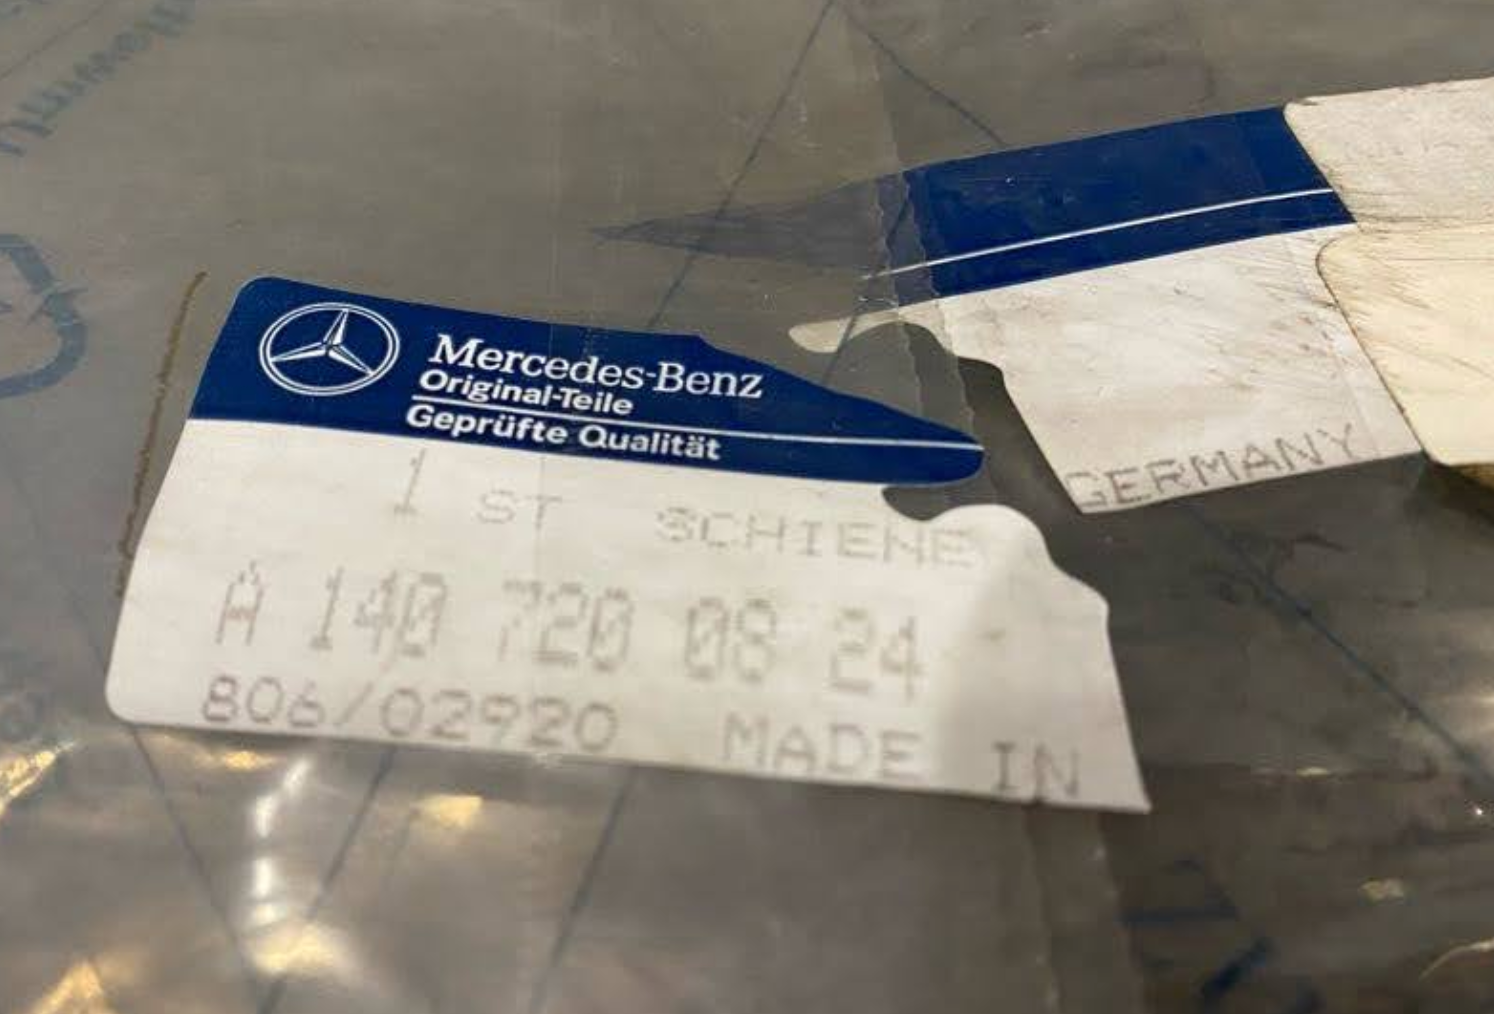 Mercedes-Benz
Original-Teile
Geprüfte Qualität
1 ST SCHIENE
A 140 720 08 24
806/02920 MADE IN
GERMANY